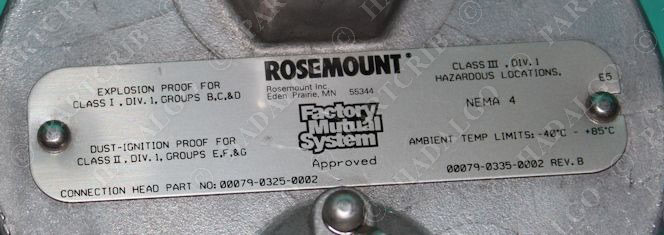 EXPLOSION PROOF FOR
CLASS I, DIV. 1, GROUPS B,C,&D
DUST-IGNITION PROOF FOR
CLASS II, DIV. 1, GROUPS E,F,&G
CONNECTION HEAD PART NO: 00079-0325-0002
ROSEMOUNT®
Rosemount Inc.
Eden Prairie, MN 55344
Factory
Mutual
System
Approved
CLASS III, DIV. 1
HAZARDOUS LOCATIONS.
E5
NEMA 4
AMBIENT TEMP LIMITS: -40°C - +85°C
00079-0335-0002 REV. B
PARTCRIB
HADALCO